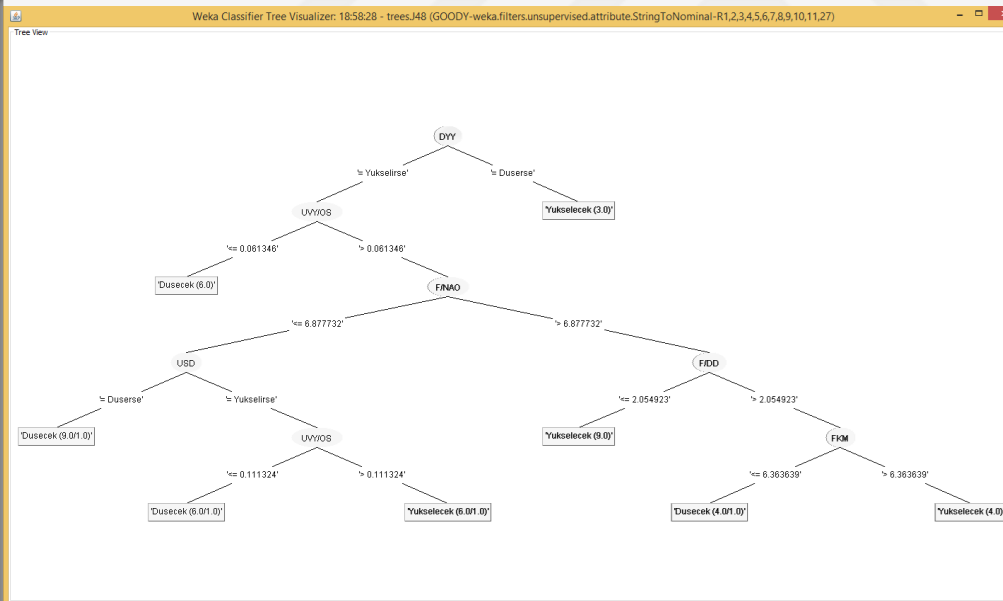 Weka Classifier Tree Visualizer: 18:58:28 - trees.J48 (GOODY-weka.filters.unsupervised.attribute.StringToNominal-R1,2,3,4,5,6,7,8,9,10,11,27)
Tree View
DYY
'= Yukselirse' '= Duserse'
UVY/OS 'Yukselecek (3.0)'
'<= 0.061346' '> 0.061346'
'Dusecek (6.0)' F/NAO
'<= 6.877732' '> 6.877732'
USD F/DD
'= Duserse' '= Yukselirse' '<= 2.054923' '> 2.054923'
'Dusecek (9.0/1.0)' UVY/OS 'Yukselecek (9.0)' FKM
'<= 0.111324' '> 0.111324' '<= 6.363639' '> 6.363639'
'Dusecek (6.0/1.0)' 'Yukselecek (6.0/1.0)' 'Dusecek (4.0/1.0)' 'Yukselecek (4.0)